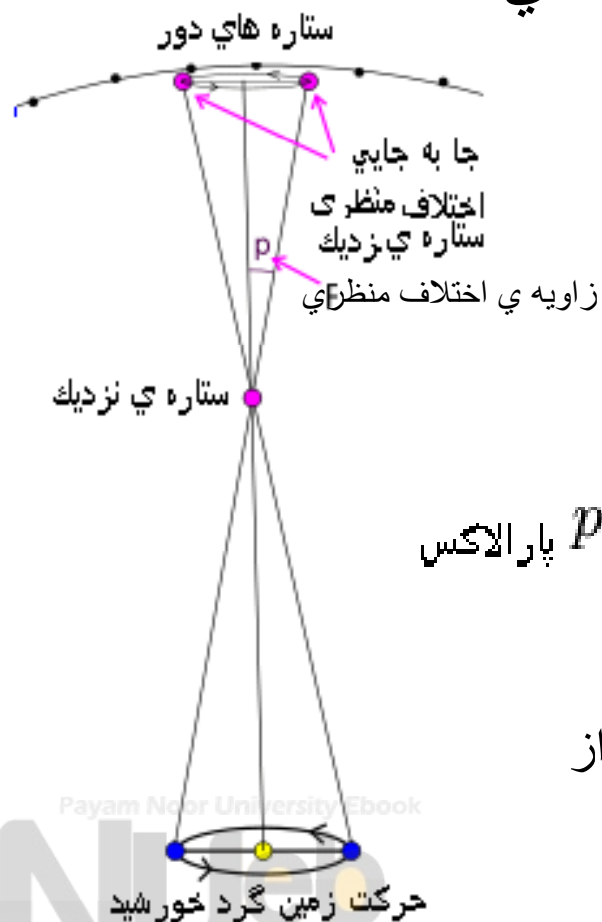 ي
ستاره هاي دور
جا به جايي
اختلاف منظری
ستاره ي نزديك
p
زاويه ي اختلاف منظري
ستاره ي نزديك
پارالاكس p
از
Payam Noor University Ebook
حركت زمين گرد خورشيد